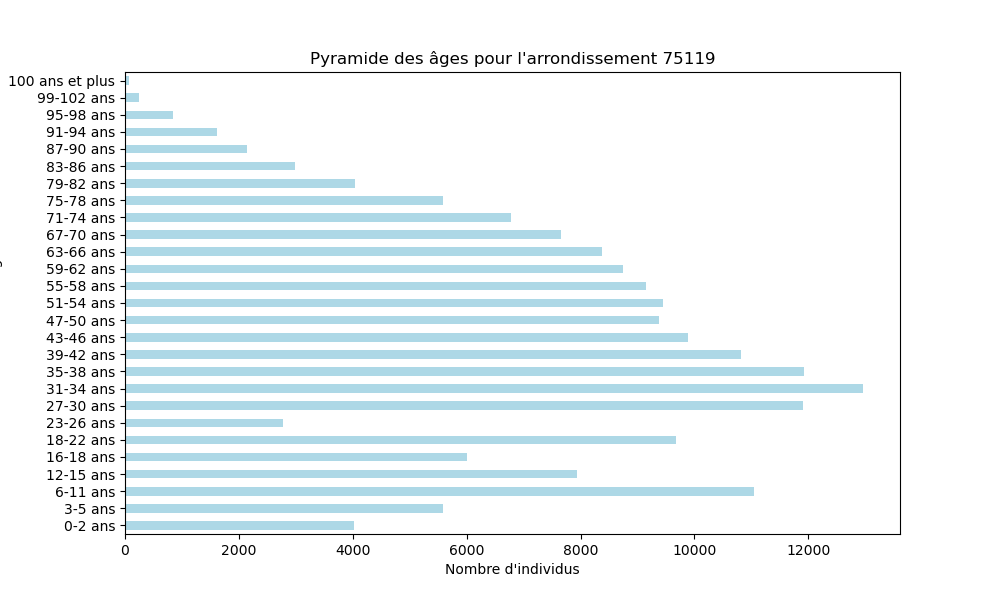 Pyramide des âges pour l'arrondissement 75119
100 ans et plus
99-102 ans
95-98 ans
91-94 ans
87-90 ans
83-86 ans
79-82 ans
75-78 ans
71-74 ans
67-70 ans
63-66 ans
59-62 ans
55-58 ans
51-54 ans
47-50 ans
43-46 ans
39-42 ans
35-38 ans
31-34 ans
27-30 ans
23-26 ans
18-22 ans
16-18 ans
12-15 ans
6-11 ans
3-5 ans
0-2 ans
0 2000 4000 6000 8000 10000 12000
Nombre d'individus